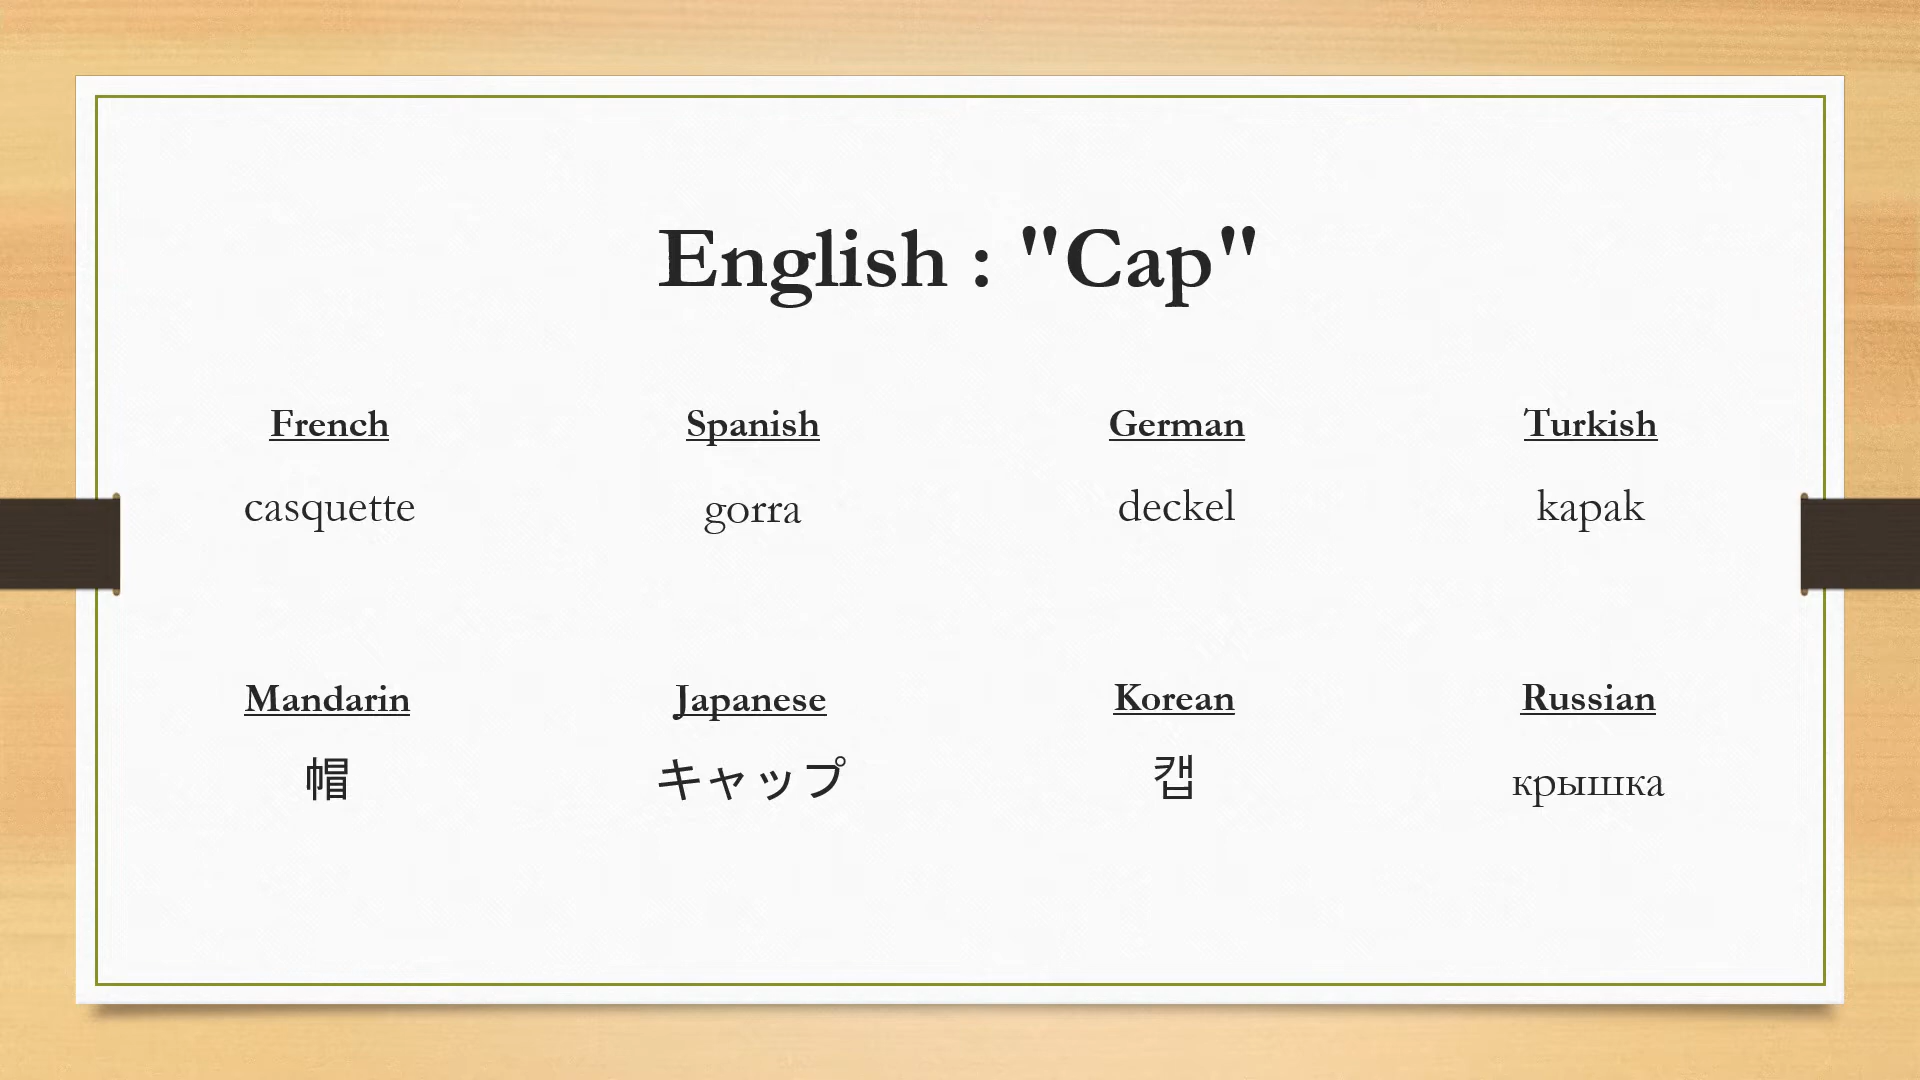 English : "Cap"
French
Spanish
German
Turkish
casquette
gorra
deckel
kapak
Mandarin
Japanese
Korean
Russian
帽
キャップ
캡
крышка